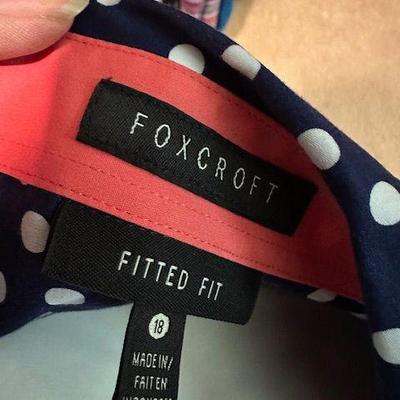 FOXCROFT
FITTED FIT
18
MADE IN/
FAIT EN